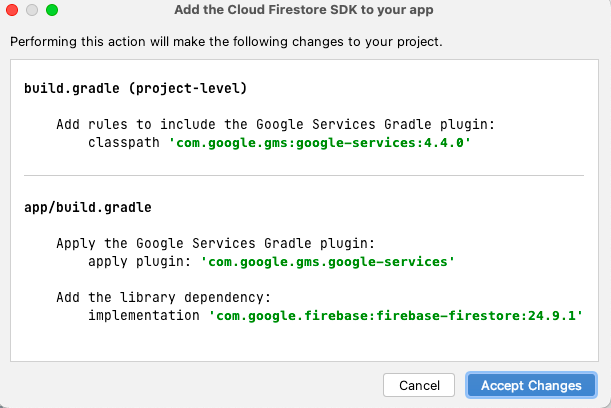 Add the Cloud Firestore SDK to your app
Performing this action will make the following changes to your project.
build.gradle (project-level)
Add rules to include the Google Services Gradle plugin:
classpath 'com.google.gms:google-services:4.4.0'
app/build.gradle
Apply the Google Services Gradle plugin:
apply plugin: 'com.google.gms.google-services'
Add the library dependency:
implementation 'com.google.firebase:firebase-firestore:24.9.1'
Cancel
Accept Changes